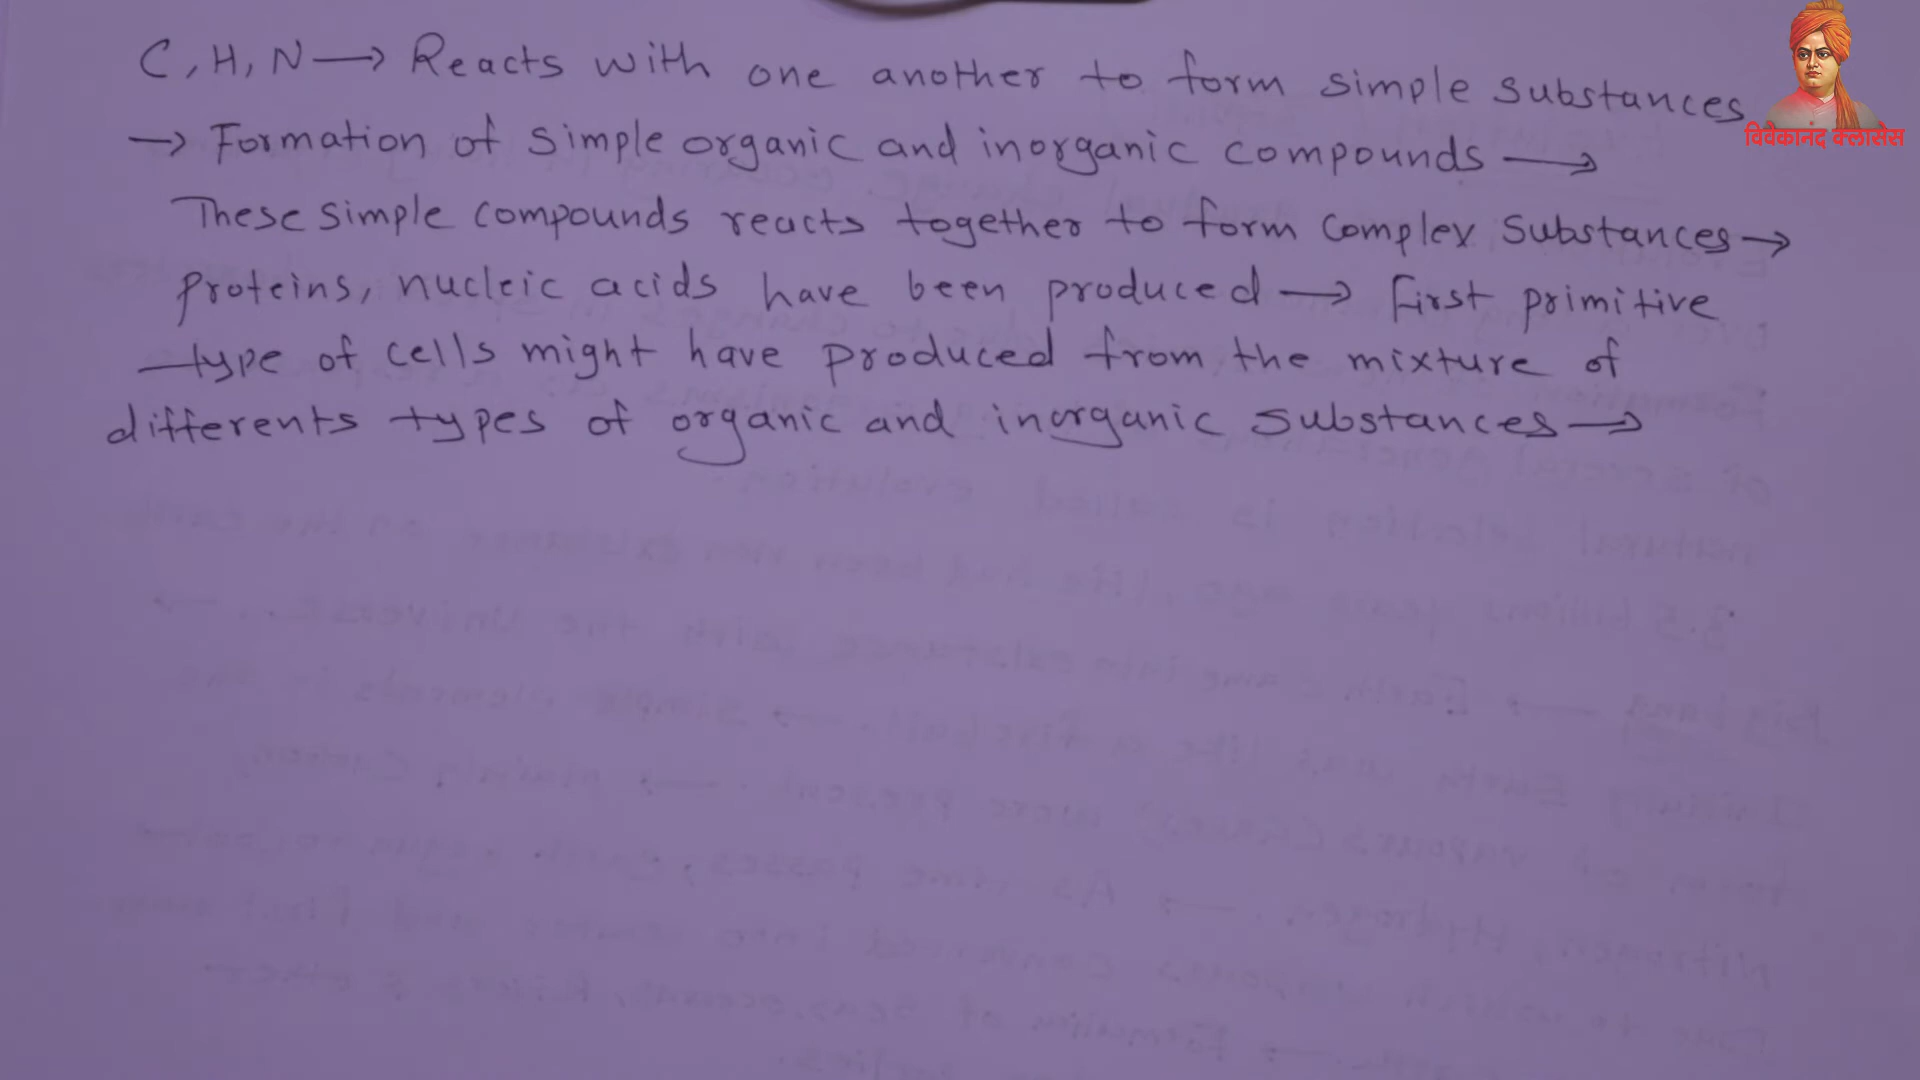 C, H, N → Reacts with one another to form simple substances
→ Formation of simple organic and inorganic compounds →
These simple compounds reacts together to form complex substances →
proteins, nucleic acids have been produced → First primitive
type of cells might have produced from the mixture of
differents types of organic and inorganic substances →
विवेकानंद क्लासेस